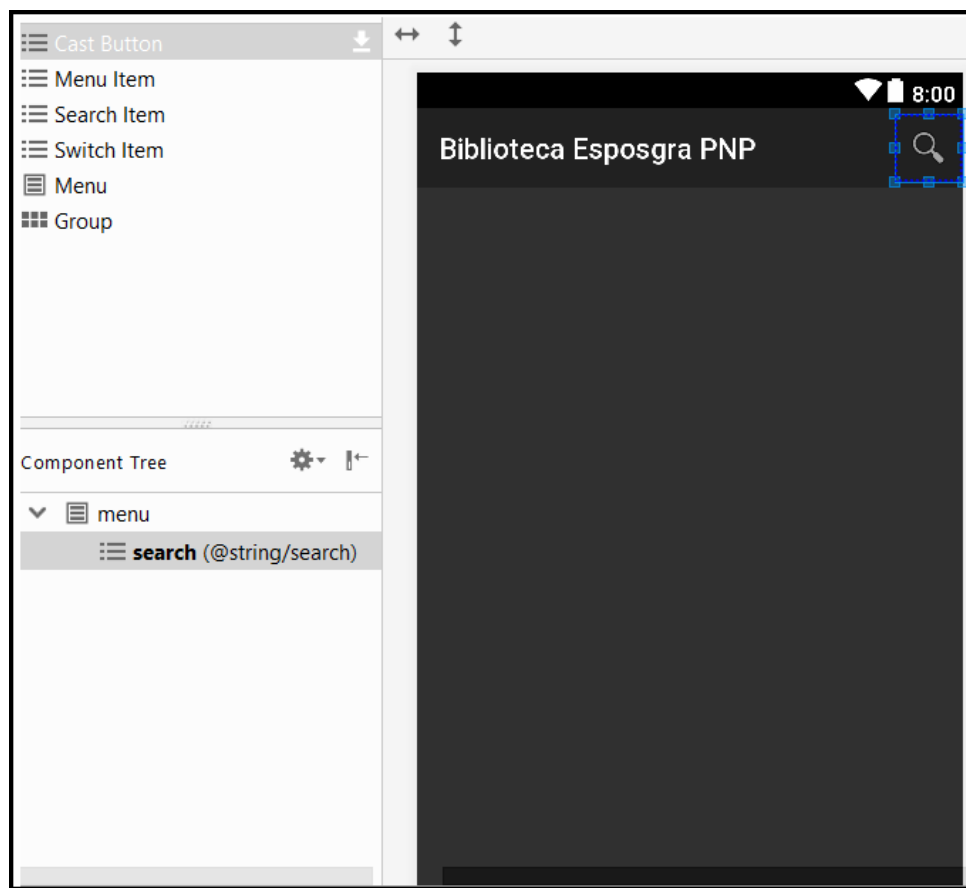 Cast Button
Menu Item
Search Item
Switch Item
Menu
Group
Component Tree
menu
search (@string/search)
8:00
Biblioteca Esposgra PNP